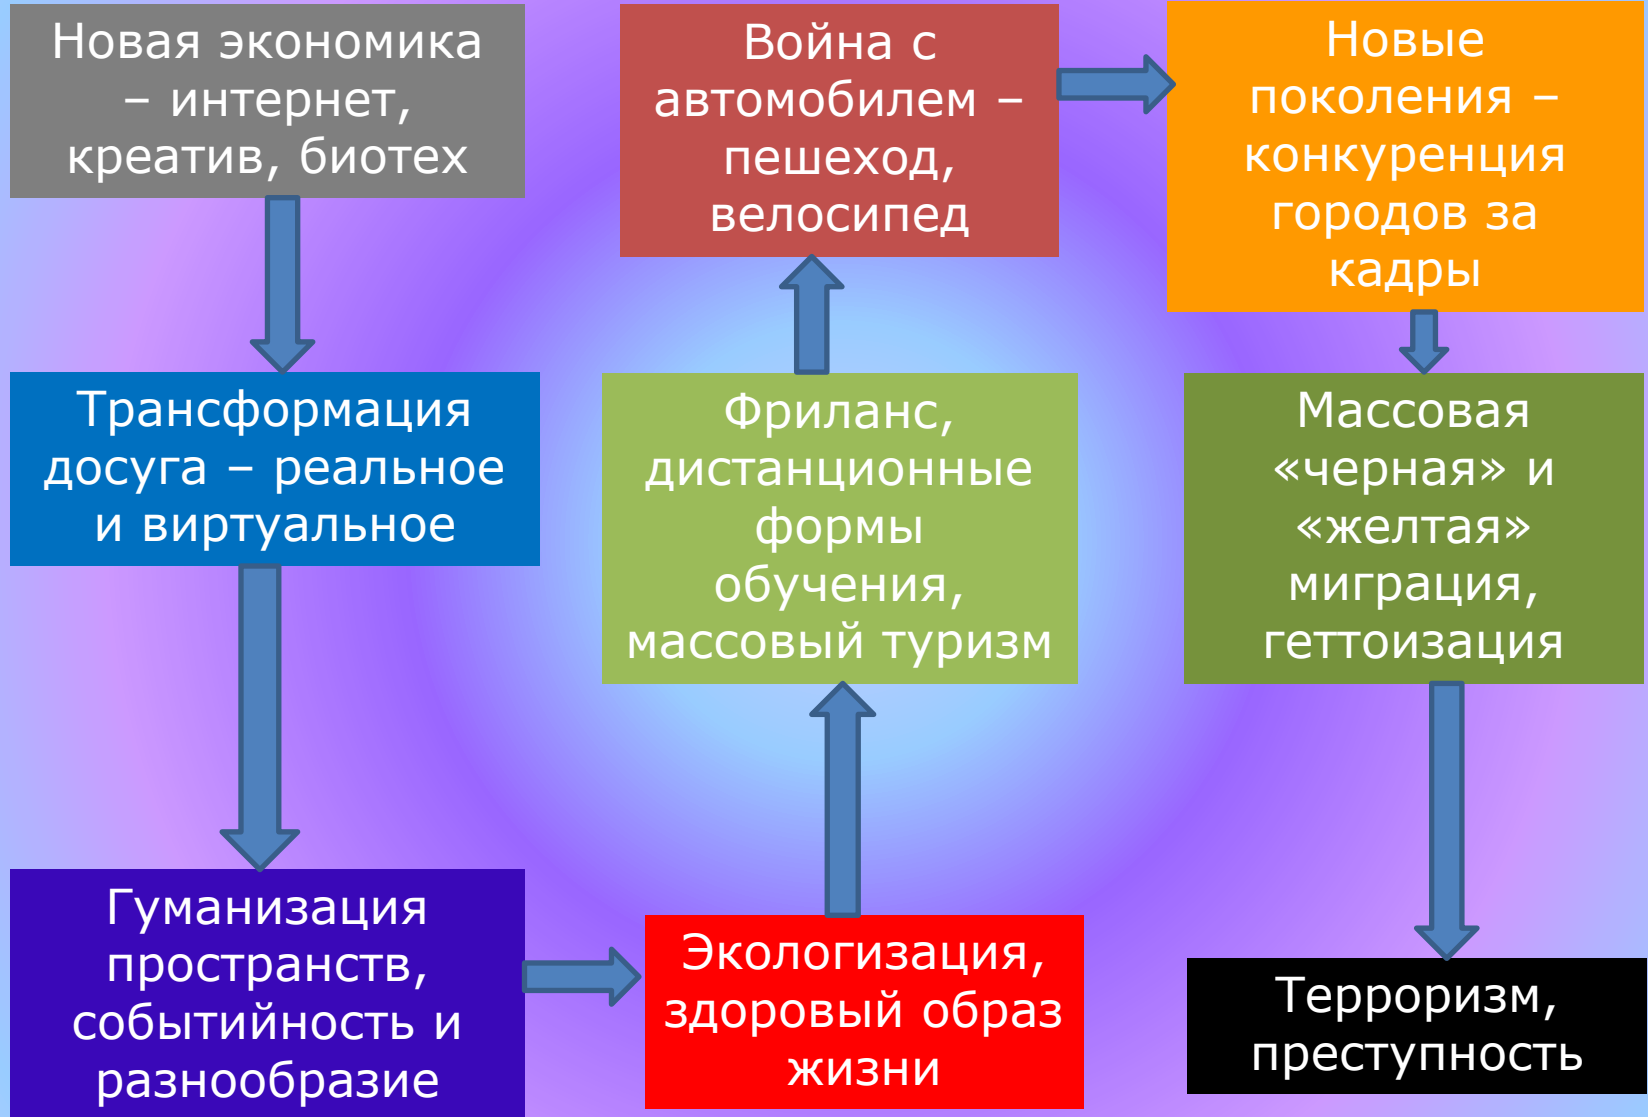 Новая экономика
– интернет,
креатив, биотех
Трансформация
досуга – реальное
и виртуальное
Гуманизация
пространств,
событийность и
разнообразие
Экологизация,
здоровый образ
жизни
Фриланс,
дистанционные
формы
обучения,
массовый туризм
Война с
автомобилем –
пешеход,
велосипед
Новые
поколения –
конкуренция
городов за
кадры
Массовая
«черная» и
«желтая»
миграция,
геттоизация
Терроризм,
преступность